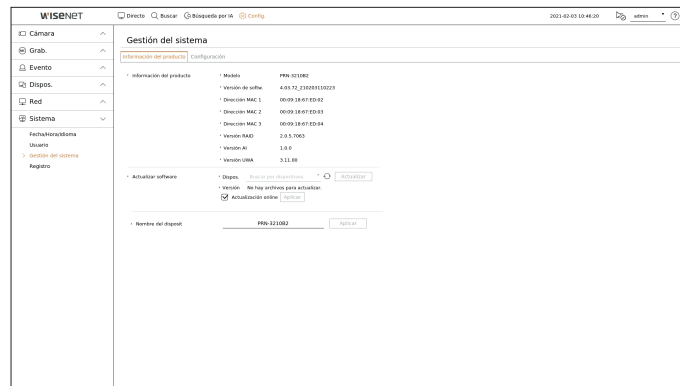 WISENET
Directo Buscar Búsqueda por IA Config.
2021-02-03 10:46:20 admin ?
Cámara
Grab.
Evento
Dispos.
Red
Sistema
Fecha/Hora/Idioma
Usuario
> Gestión del sistema
Registro
Gestión del sistema
Información del producto Configuración
Información del producto
Modelo PRN-3210B2
Versión de softw. 4.03.72_210203110223
Dirección MAC 1 00:09:18:67:ED:02
Dirección MAC 2 00:09:18:67:ED:03
Dirección MAC 3 00:09:18:67:ED:04
Versión RAID 2.0.5.7063
Versión AI 1.0.0
Versión UWA 3.11.00
Actualizar software
Dispos. Buscar por dispositivos Actualizar
Versión No hay archivos para actualizar.
Actualización online Aplicar
Nombre del disposit PRN-3210B2 Aplicar